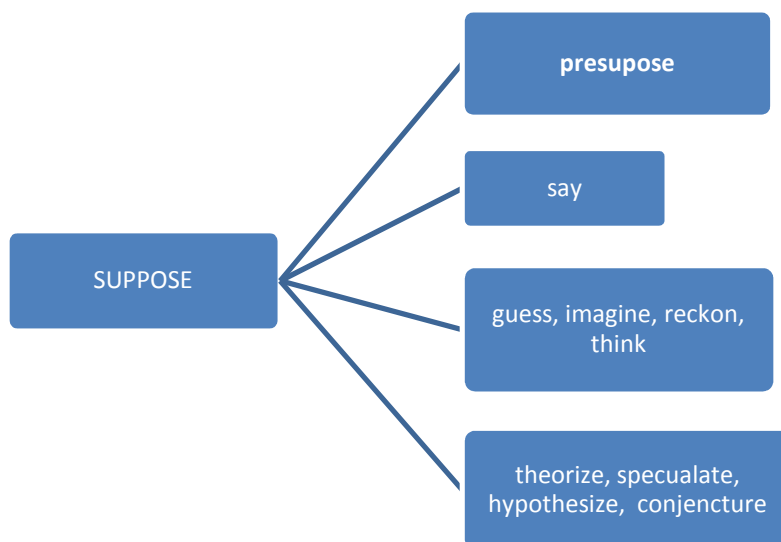 presupose
say
SUPPOSE
guess, imagine, reckon,
think
theorize, specualate,
hypothesize, conjencture